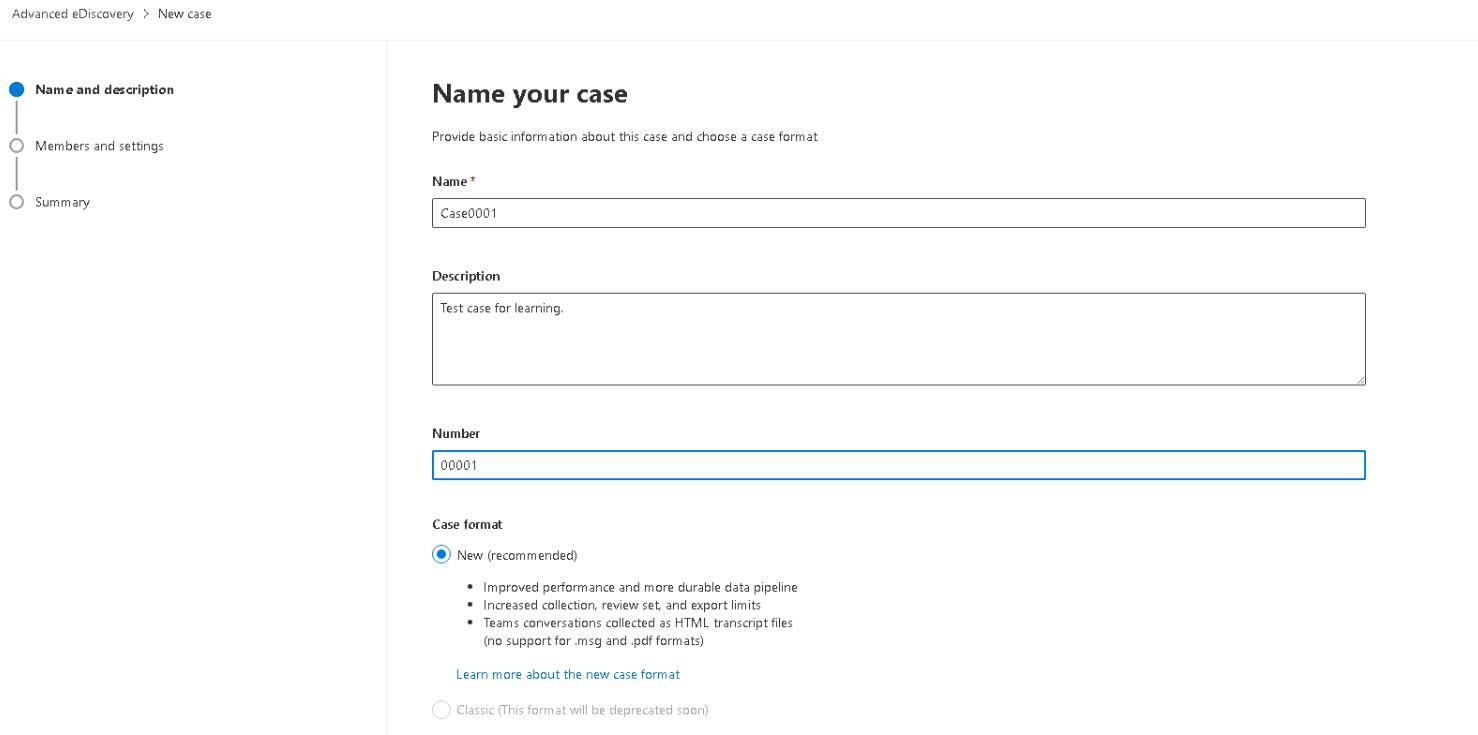 Advanced eDiscovery > New case
Name and description
Members and settings
Summary
Name your case
Provide basic information about this case and choose a case format
Name *
Case0001
Description
Test case for learning.
Number
00001
Case format
New (recommended)
• Improved performance and more durable data pipeline
• Increased collection, review set, and export limits
• Teams conversations collected as HTML transcript files
(no support for .msg and .pdf formats)
Learn more about the new case format
Classic (This format will be deprecated soon)